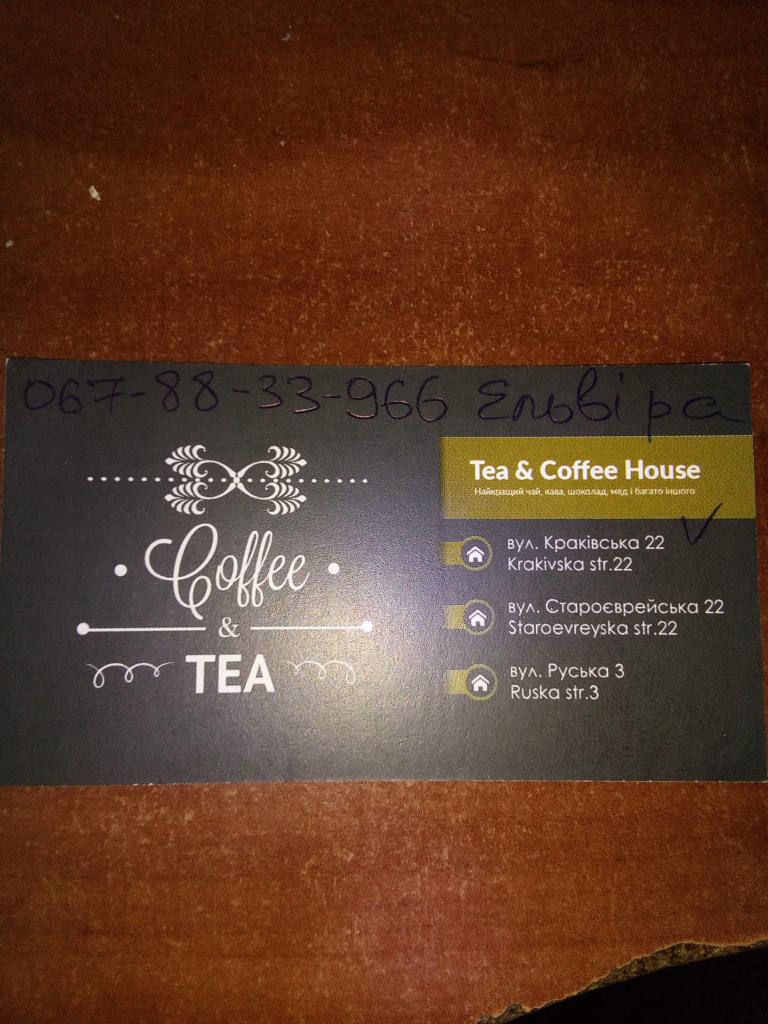 067-88-33-966 Ельвіра
Coffee
&
TEA
Tea & Coffee House
Найкращий чай, кава, шоколад, мед і багато іншого
вул. Краківська 22
Krakivska str.22
вул. Староєврейська 22
Staroevreyska str.22
вул. Руська 3
Ruska str.3